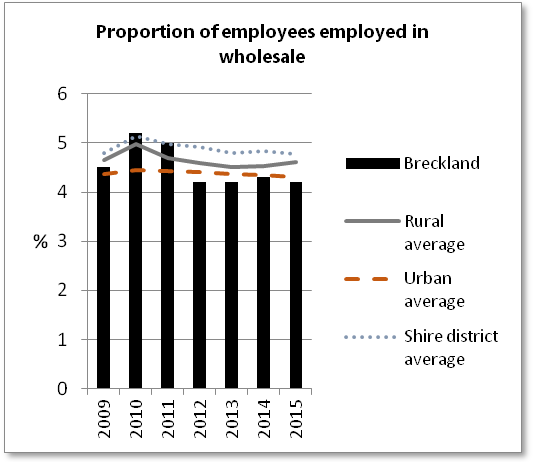 Proportion of employees employed in
wholesale
6
5
4
3
2
1
0
%
2009
2010
2011
2012
2013
2014
2015
Breckland
Rural
average
Urban
average
Shire district
average